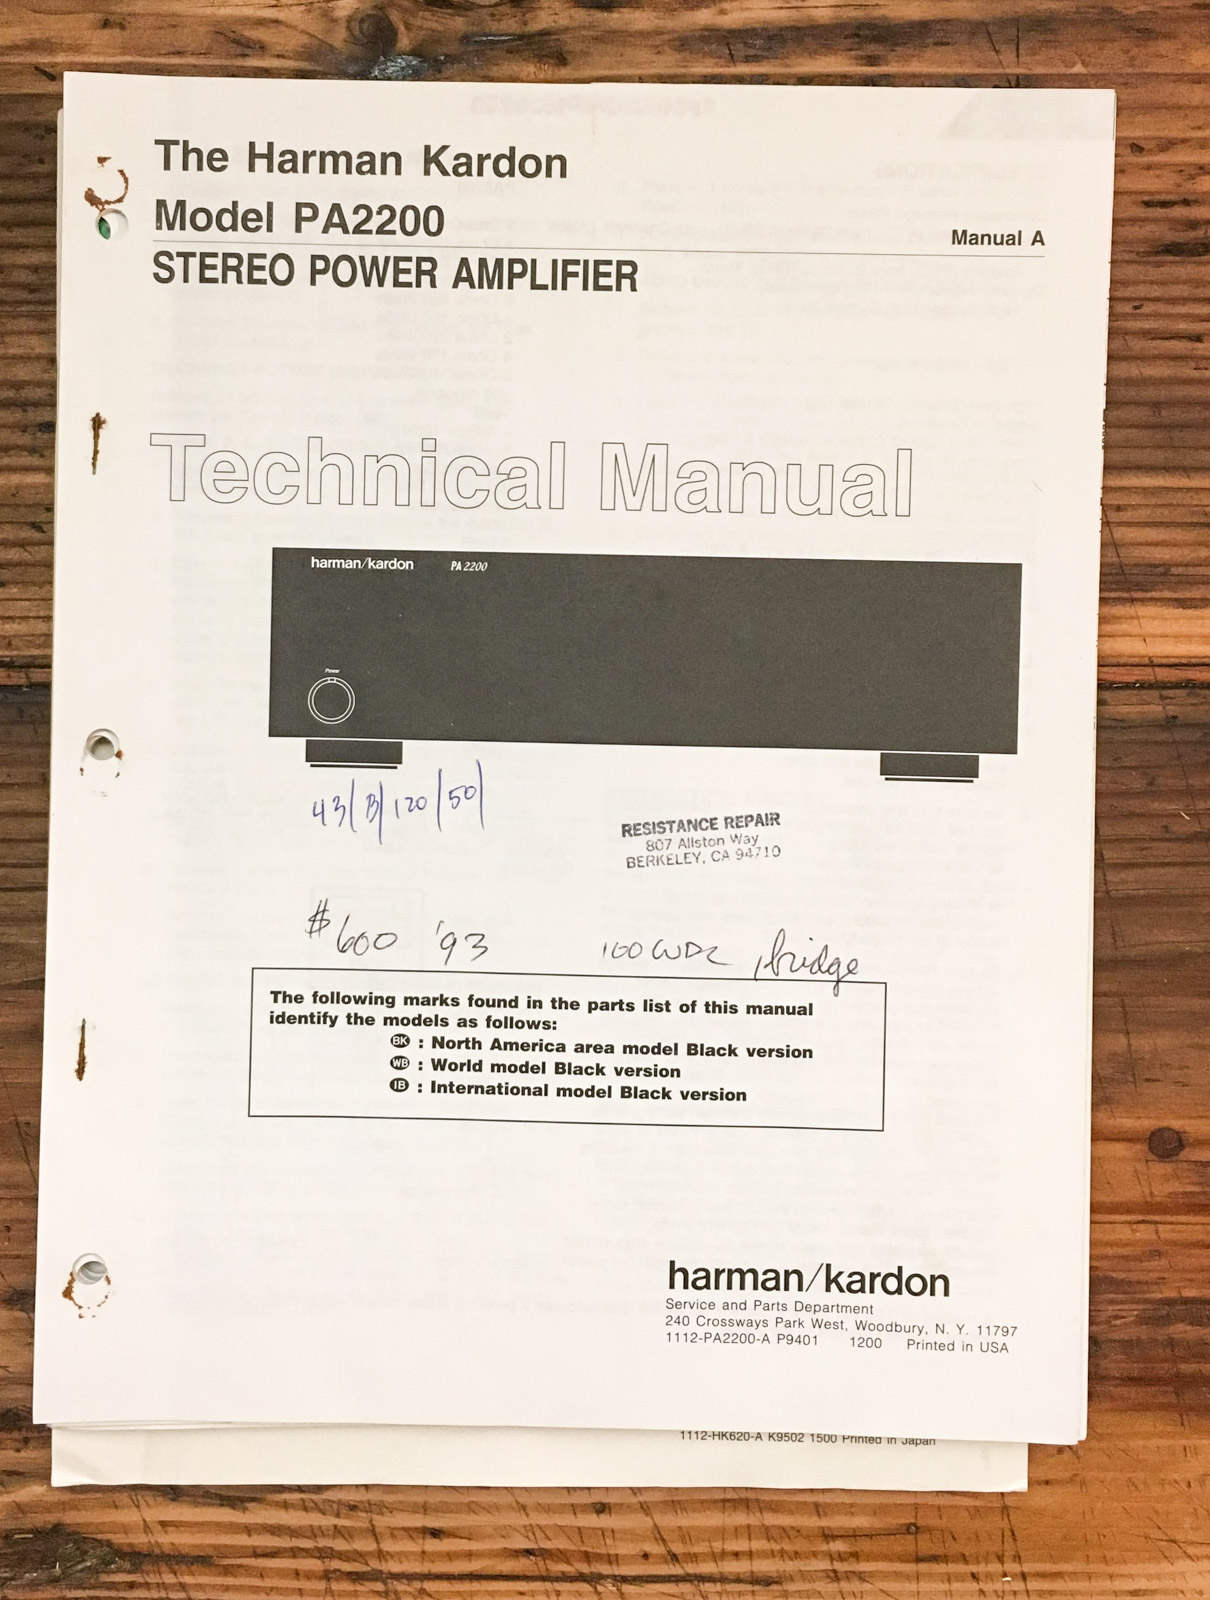 The Harman Kardon
Model PA2200
Manual A
STEREO POWER AMPLIFIER
Technical Manual
harman/kardon PA2200
Power
43/B/120/50/
RESISTANCE REPAIR
807 Allston Way
BERKELEY, CA 94710
$600 '93 bridge
The following marks found in the parts list of this manual
identify the models as follows:
BK : North America area model Black version
WB : World model Black version
IB : International model Black version
harman/kardon
Service and Parts Department
240 Crossways Park West, Woodbury, N. Y. 11797
1112-PA2200-A P9401 1200 Printed in USA
1112-HK620-A K9502 1500 Printed in Japan